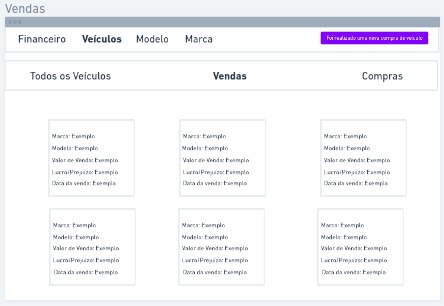 Vendas
Financeiro Veículos Modelo Marca
Foi realizado uma nova compra de veículo
Todos os Veículos Vendas Compras
Marca: Exemplo
Modelo: Exemplo
Valor de Venda: Exemplo
Lucro/Prejuízo: Exemplo
Data da venda: Exemplo
Marca: Exemplo
Modelo: Exemplo
Valor de Venda: Exemplo
Lucro/Prejuízo: Exemplo
Data da venda: Exemplo
Marca: Exemplo
Modelo: Exemplo
Valor de Venda: Exemplo
Lucro/Prejuízo: Exemplo
Data da venda: Exemplo
Marca: Exemplo
Modelo: Exemplo
Valor de Venda: Exemplo
Lucro/Prejuízo: Exemplo
Data da venda: Exemplo
Marca: Exemplo
Modelo: Exemplo
Valor de Venda: Exemplo
Lucro/Prejuízo: Exemplo
Data da venda: Exemplo
Marca: Exemplo
Modelo: Exemplo
Valor de Venda: Exemplo
Lucro/Prejuízo: Exemplo
Data da venda: Exemplo